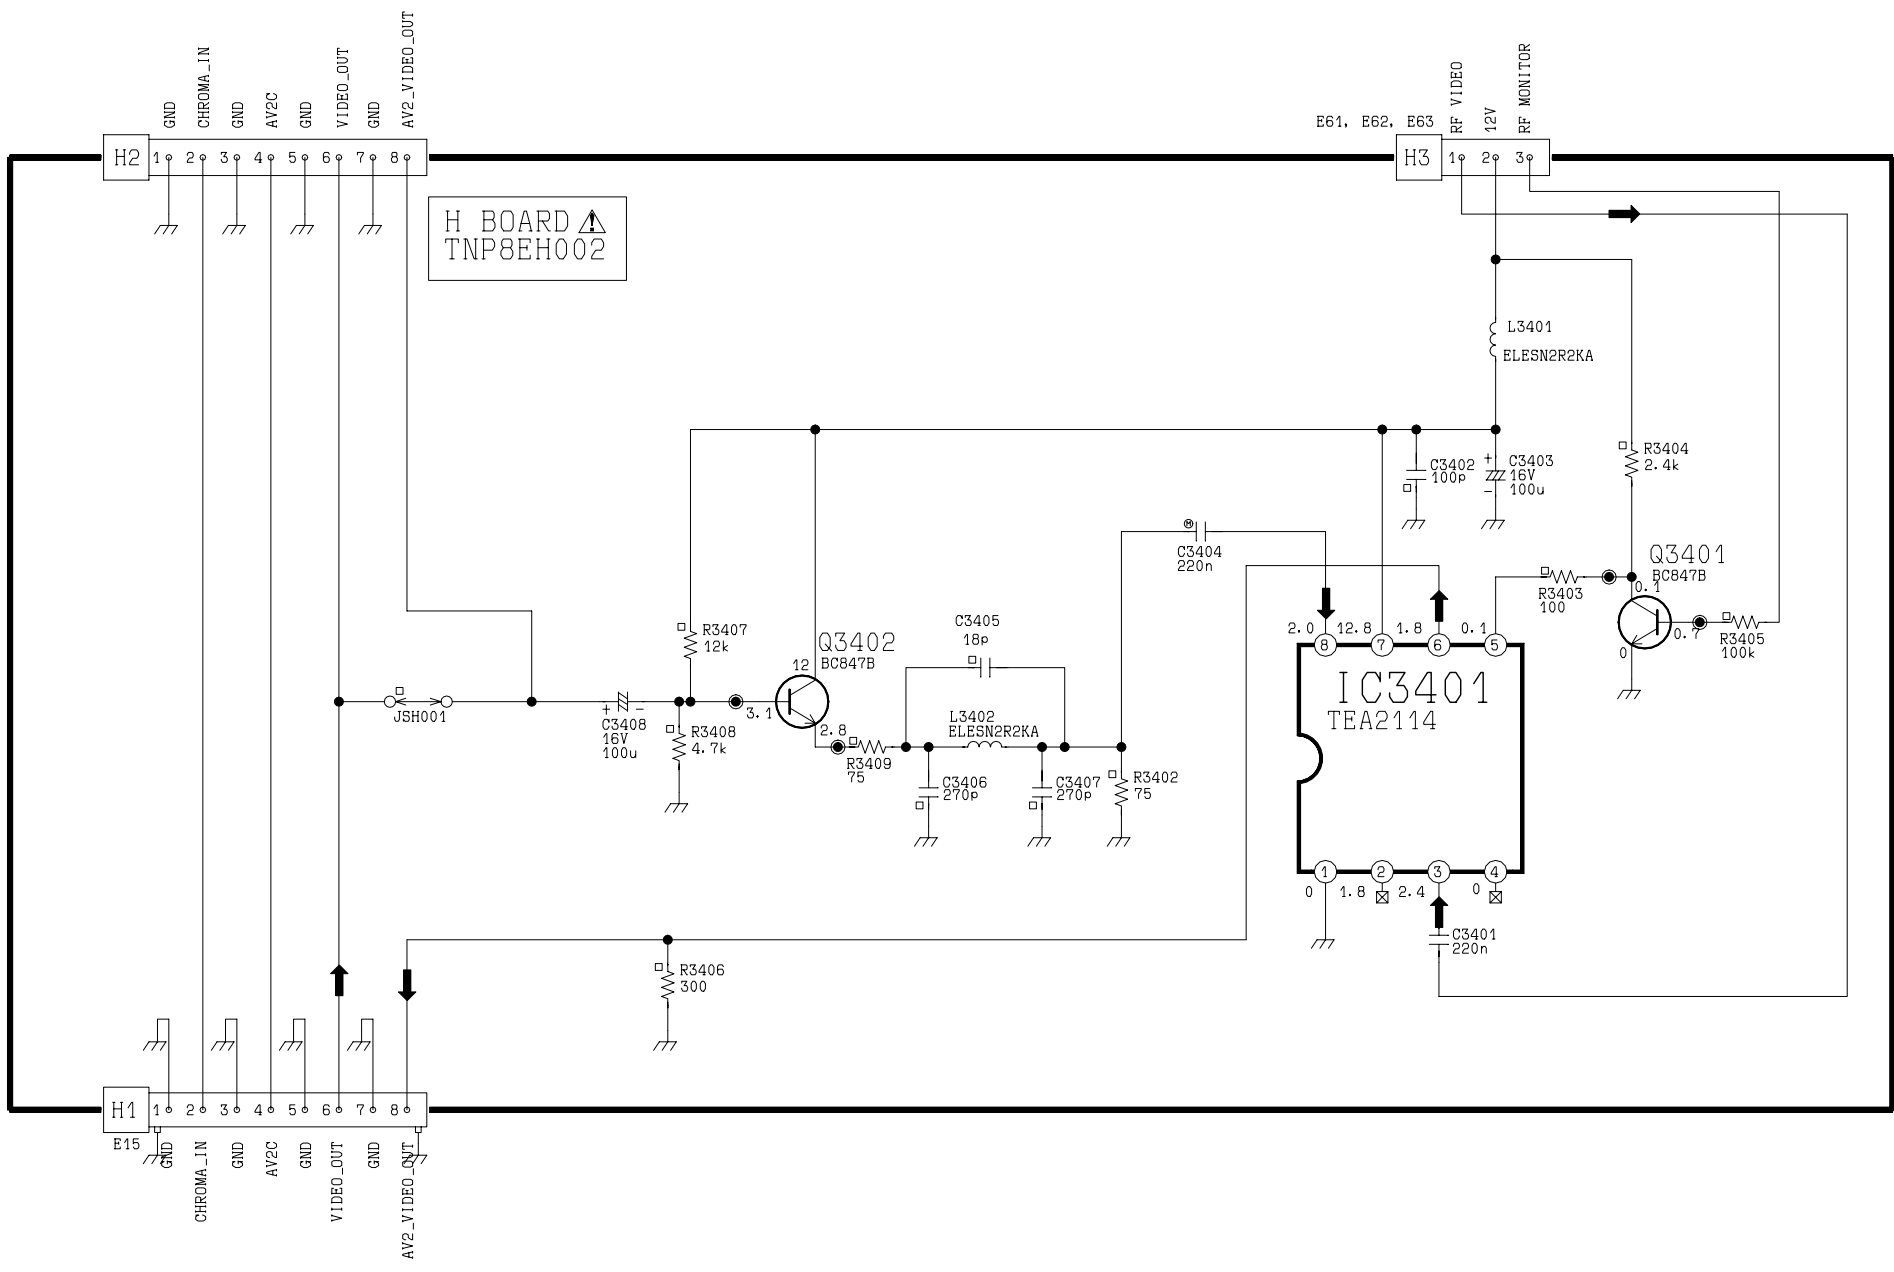 GND
CHROMA_IN
GND
AV2C
GND
VIDEO_OUT
GND
AV2_VIDEO_OUT
H2 1 2 3 4 5 6 7 8
E61, E62, E63
RF VIDEO
12V
RF MONITOR
H3 1 2 3
H BOARD
TNP8EH002
L3401
ELESN2R2KA
R3404
2.4k
C3402
100p
+ C3403
16V
- 100u
M
C3404
220n
Q3401
BC847B
0.1
0.7
0
R3403
100
R3405
100k
C3405
18p
R3407
12k
Q3402
BC847B
12
3.1
2.8
JSH001
+ -
C3408
16V
100u
R3408
4.7k
R3409
75
L3402
ELESN2R2KA
C3406
270p
C3407
270p
R3402
75
2.0 12.8 1.8 0.1
8 7 6 5
IC3401
TEA2114
1 2 3 4
0 1.8 2.4 0
C3401
220n
R3406
300
H1 1 2 3 4 5 6 7 8
E15
GND
CHROMA_IN
GND
AV2C
GND
VIDEO_OUT
GND
AV2_VIDEO_OUT